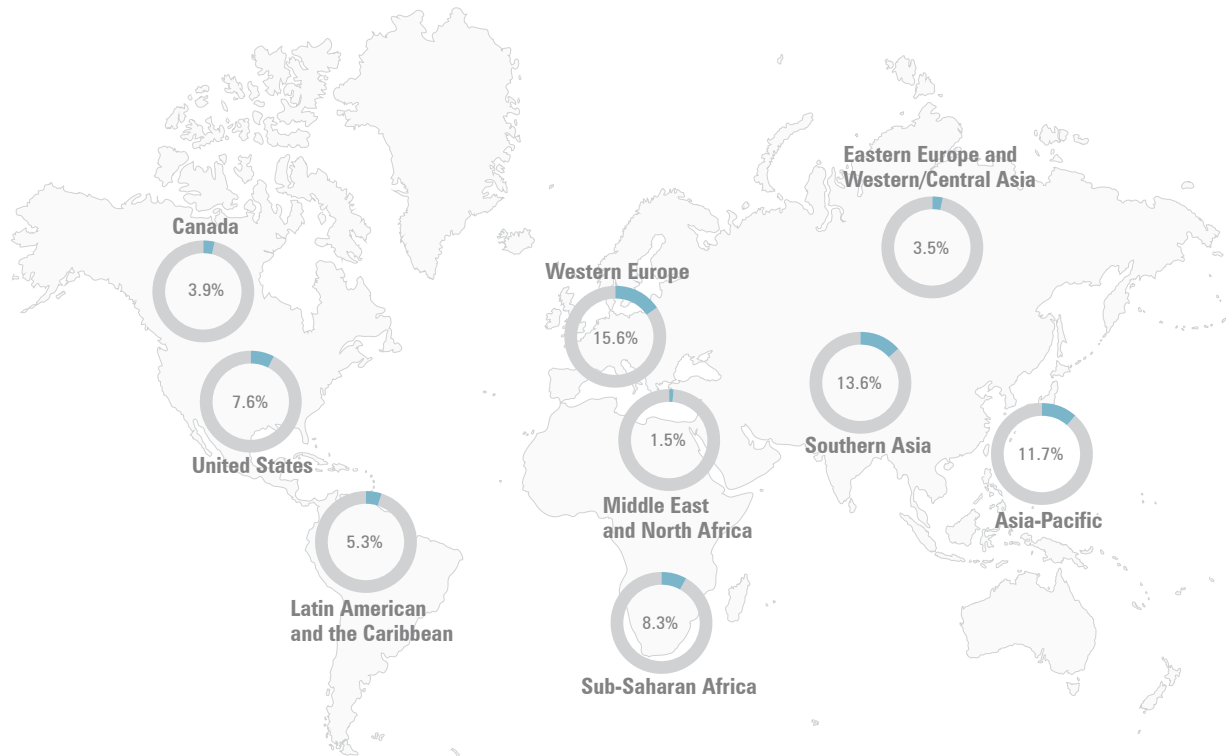 Eastern Europe and
Western/Central Asia
3.5%
Canada
3.9%
Western Europe
15.6%
7.6%
United States
13.6%
Southern Asia
1.5%
Middle East
and North Africa
11.7%
Asia-Pacific
5.3%
Latin American
and the Caribbean
8.3%
Sub-Saharan Africa